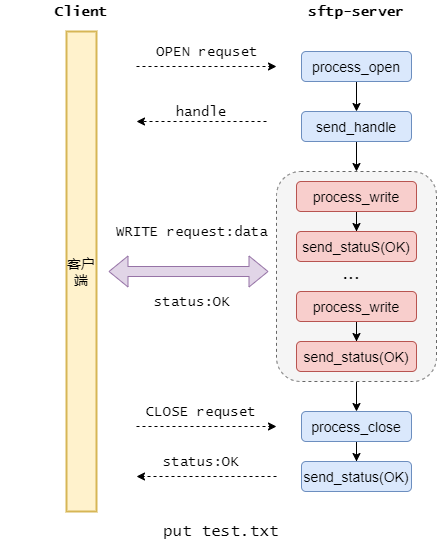 Client
sftp-server
OPEN requset
process_open
handle
send_handle
process_write
WRITE request:data
send_statuS(OK)
客户
端
...
status:OK
process_write
send_status(OK)
CLOSE requset
process_close
status:OK
send_status(OK)
put test.txt